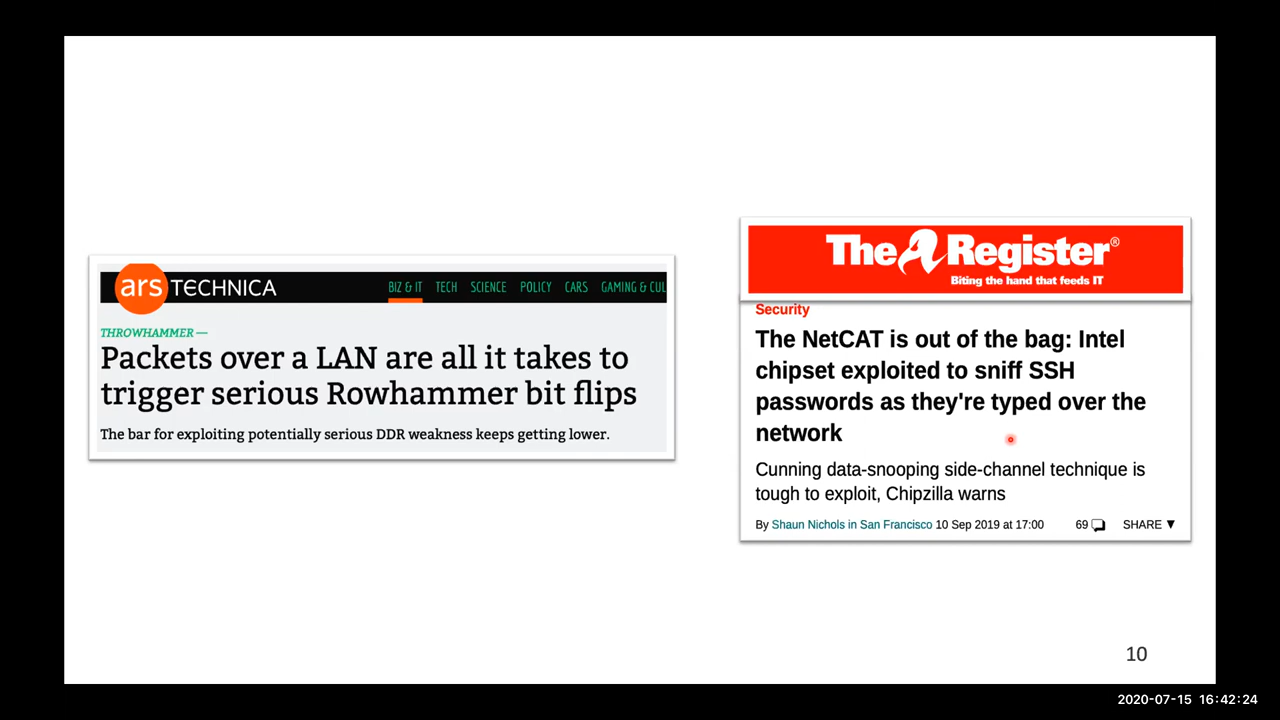 ars TECHNICA
BIZ & IT TECH SCIENCE POLICY CARS GAMING & CUL
THROWHAMMER —
Packets over a LAN are all it takes to
trigger serious Rowhammer bit flips
The bar for exploiting potentially serious DDR weakness keeps getting lower.
The Register®
Biting the hand that feeds IT
Security
The NetCAT is out of the bag: Intel
chipset exploited to sniff SSH
passwords as they're typed over the
network
Cunning data-snooping side-channel technique is
tough to exploit, Chipzilla warns
By Shaun Nichols in San Francisco 10 Sep 2019 at 17:00 69 SHARE ▼
10
2020-07-15 16:42:24